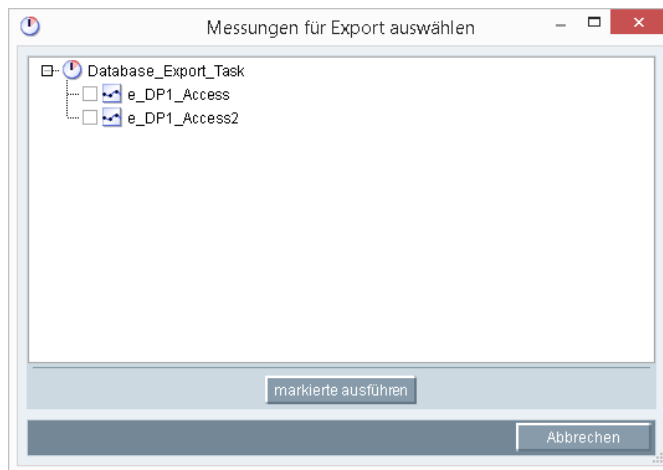 Messungen für Export auswählen
Database_Export_Task
e_DP1_Access
e_DP1_Access2
markierte ausführen
Abbrechen